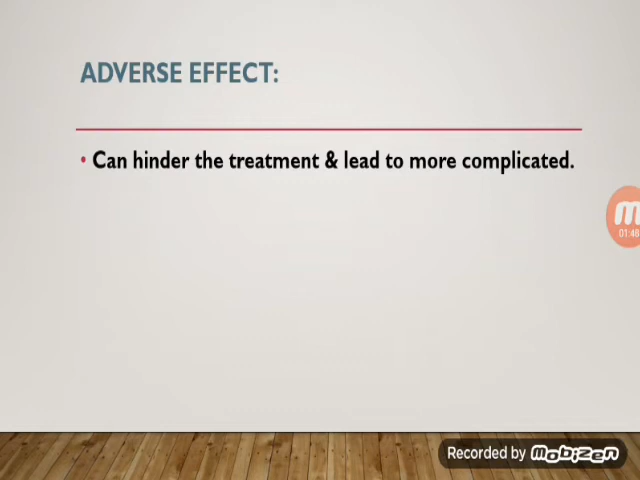 ADVERSE EFFECT:
• Can hinder the treatment & lead to more complicated.
M
01:48
Recorded by Mobizen